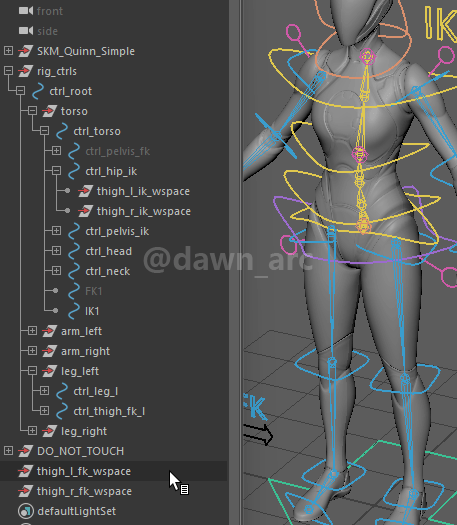 front
side
SKM_Quinn_Simple
rig_ctrls
ctrl_root
torso
ctrl_torso
ctrl_pelvis_fk
ctrl_hip_ik
thigh_l_ik_wspace
thigh_r_ik_wspace
ctrl_pelvis_ik
ctrl_head
ctrl_neck
FK1
IK1
arm_left
arm_right
leg_left
ctrl_leg_l
ctrl_thigh_fk_l
leg_right
DO_NOT_TOUCH
thigh_l_fk_wspace
thigh_r_fk_wspace
defaultLightSet
@dawn_arc
IK
FK